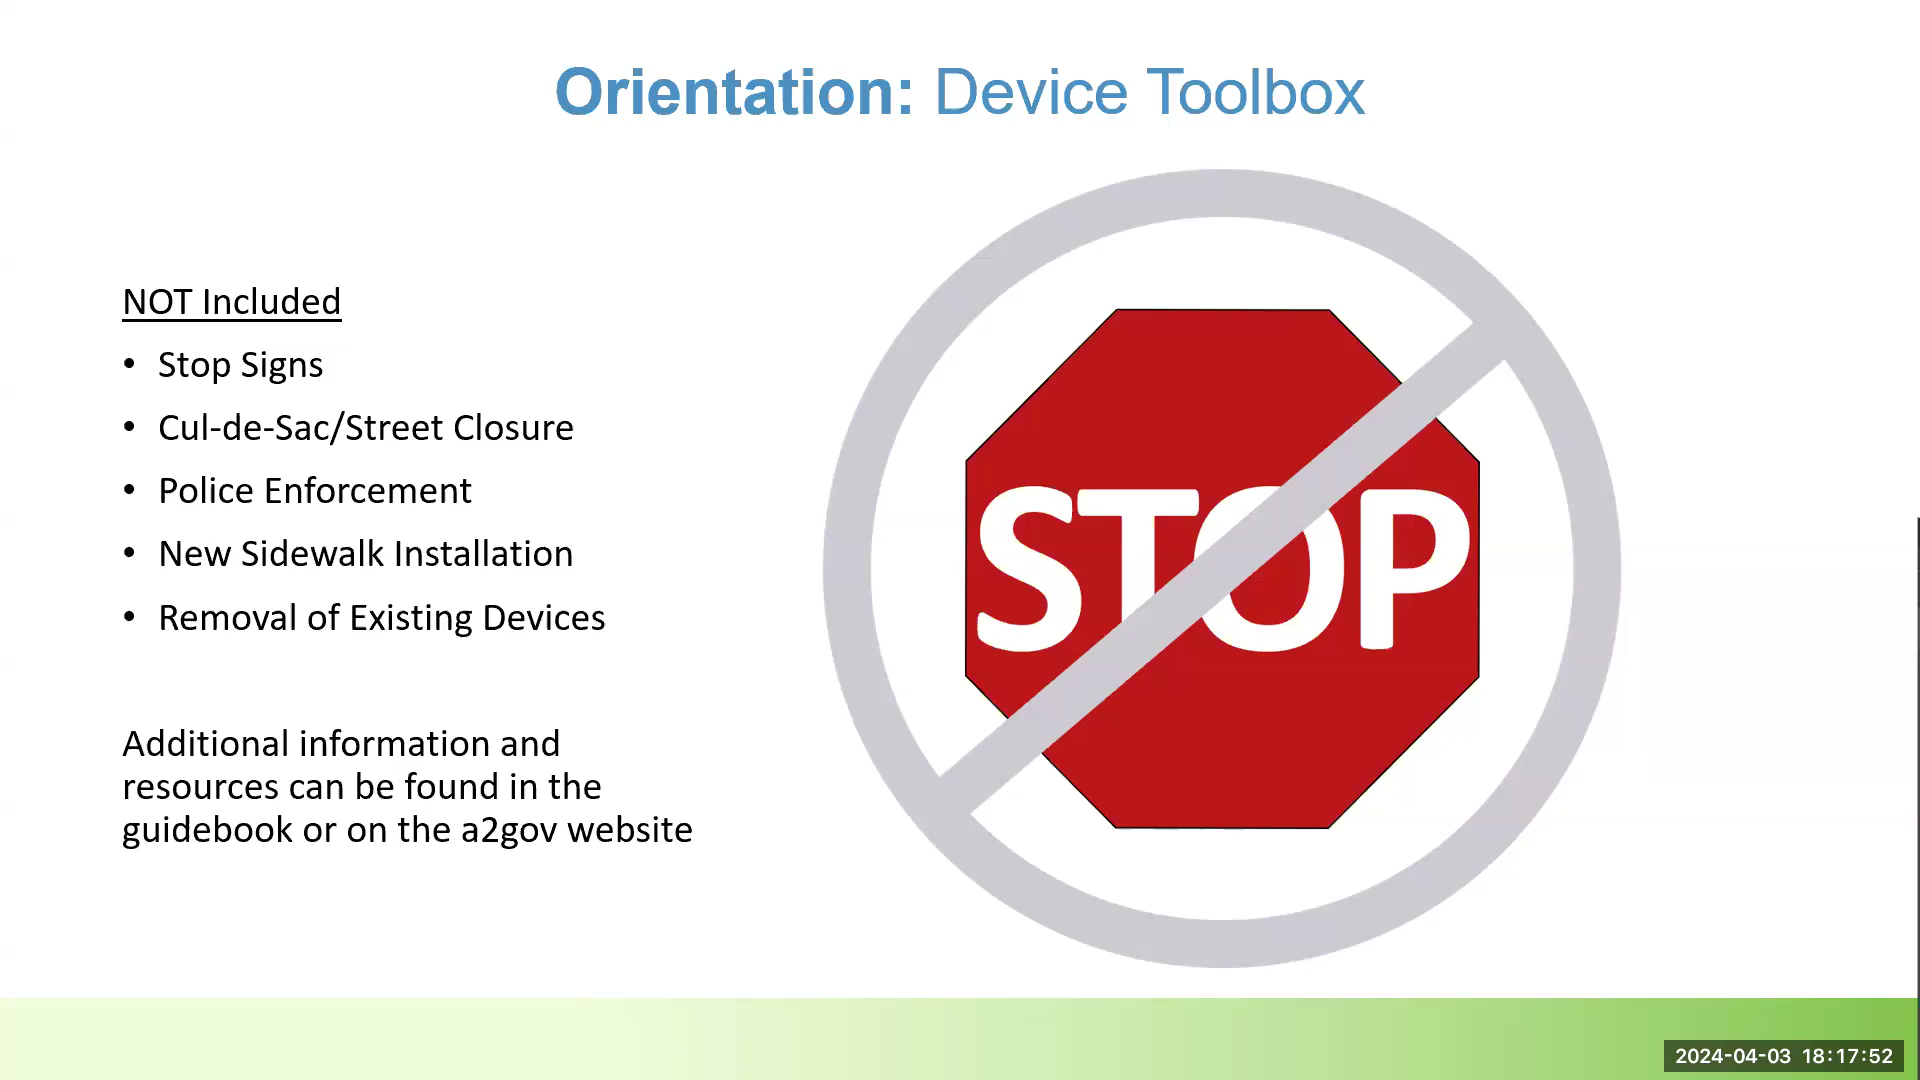 Orientation: Device Toolbox
NOT Included
• Stop Signs
• Cul-de-Sac/Street Closure
• Police Enforcement
• New Sidewalk Installation
• Removal of Existing Devices
Additional information and
resources can be found in the
guidebook or on the a2gov website
STOP
2024-04-03 18:17:52